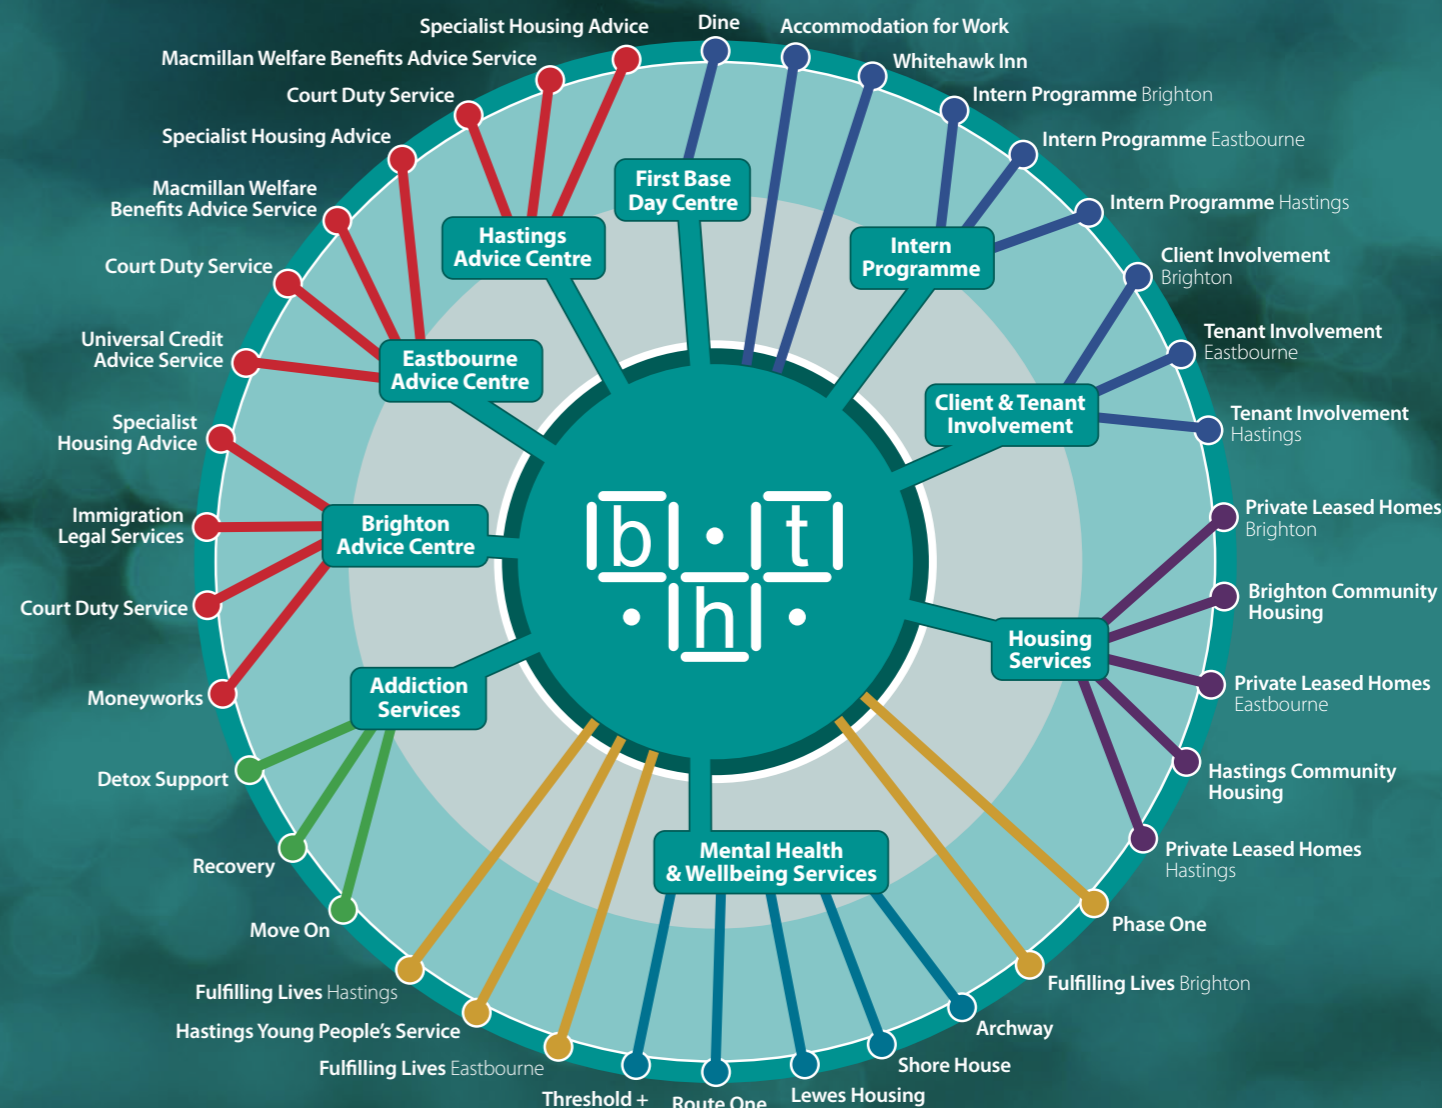 Dine
Accommodation for Work
Whitehawk Inn
Intern Programme Brighton
Intern Programme Eastbourne
Intern Programme Hastings
Client Involvement
Brighton
Tenant Involvement
Eastbourne
Tenant Involvement
Hastings
Private Leased Homes
Brighton
Brighton Community
Housing
Private Leased Homes
Eastbourne
Hastings Community
Housing
Private Leased Homes
Hastings
Phase One
Fulfilling Lives Brighton
Archway
Shore House
Lewes Housing
Route One
Threshold +
Fulfilling Lives Eastbourne
Hastings Young People's Service
Fulfilling Lives Hastings
Move On
Recovery
Detox Support
Moneyworks
Court Duty Service
Immigration
Legal Services
Specialist
Housing Advice
Universal Credit
Advice Service
Court Duty Service
Macmillan Welfare
Benefits Advice Service
Specialist Housing Advice
Court Duty Service
Macmillan Welfare Benefits Advice Service
Specialist Housing Advice
First Base
Day Centre
Intern
Programme
Client & Tenant
Involvement
Housing
Services
Mental Health
& Wellbeing Services
Addiction
Services
Brighton
Advice Centre
Eastbourne
Advice Centre
Hastings
Advice Centre
b t
h